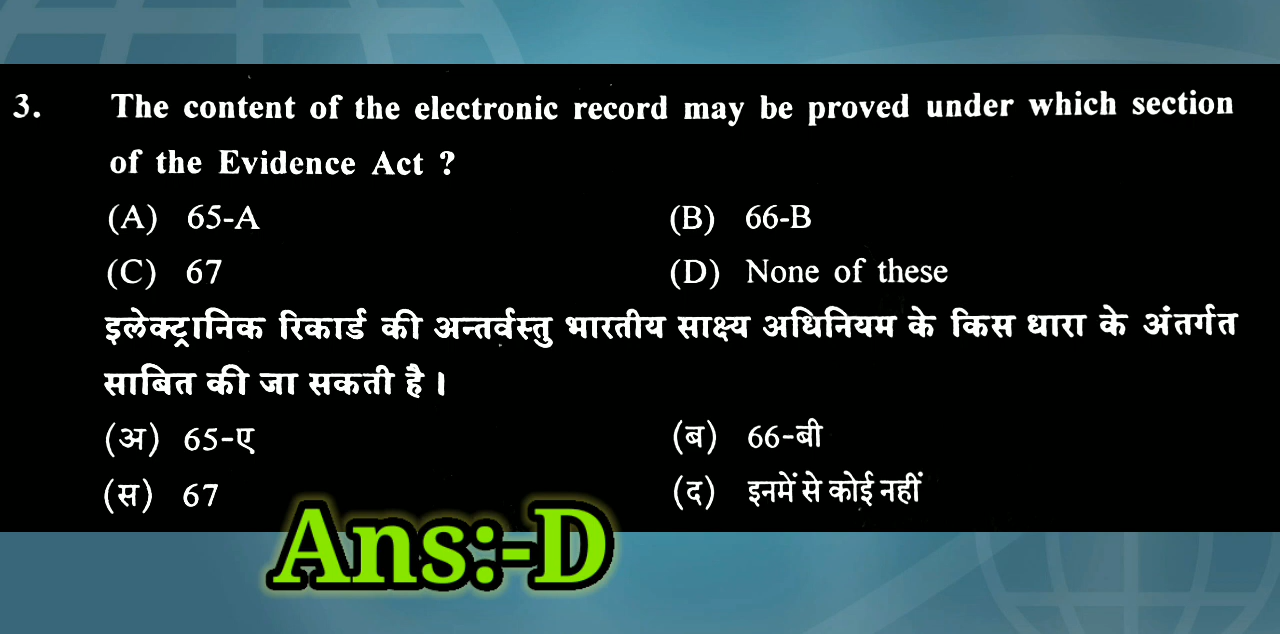 3. The content of the electronic record may be proved under which section
of the Evidence Act ?
(A) 65-A (B) 66-B
(C) 67 (D) None of these
इलेक्ट्रानिक रिकार्ड की अन्तर्वस्तु भारतीय साक्ष्य अधिनियम के किस धारा के अंतर्गत
साबित की जा सकती है ।
(अ) 65-ए (ब) 66-बी
(स) 67 (द) इनमें से कोई नहीं
Ans:-D